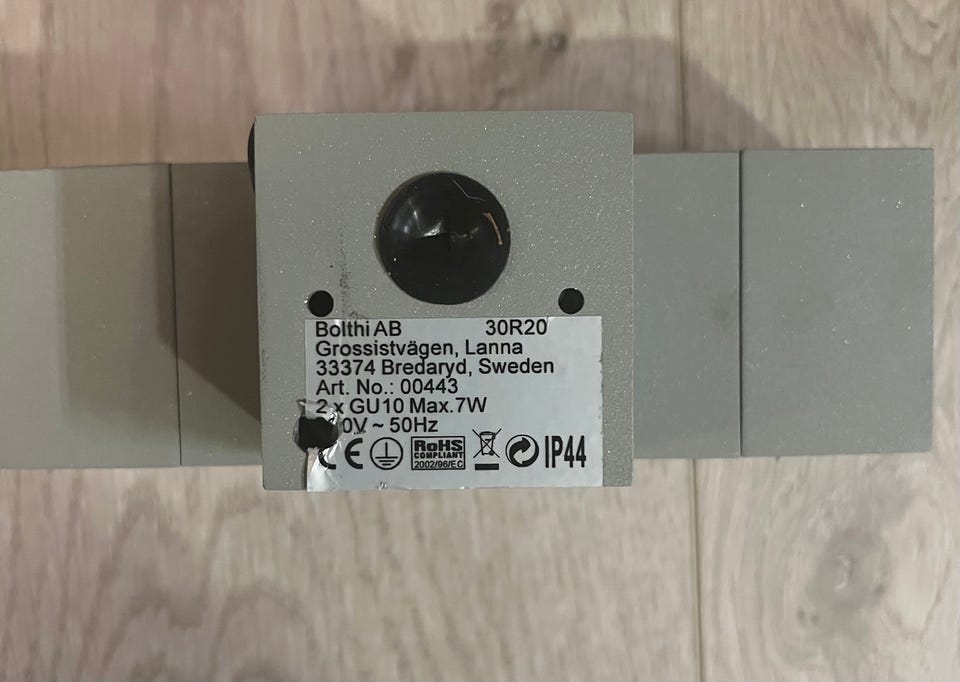 Bolthi AB 30R20
Grossistvägen, Lanna
33374 Bredaryd, Sweden
Art. No.: 00443
2 x GU10 Max.7W
0V ~ 50Hz
CE RoHS IP44
COMPLIANT
2002/96/EC